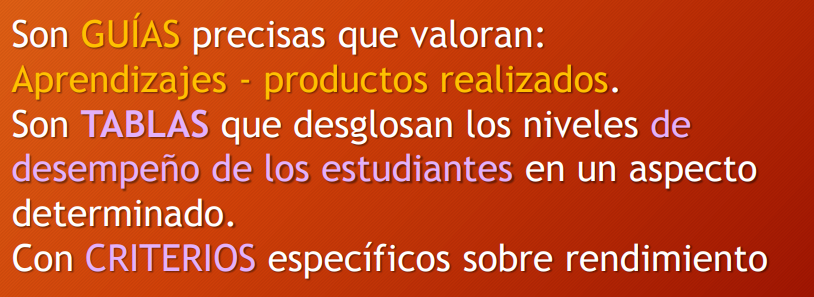 Son GUÍAS precisas que valoran:
Aprendizajes - productos realizados.
Son TABLAS que desglosan los niveles de
desempeño de los estudiantes en un aspecto
determinado.
Con CRITERIOS específicos sobre rendimiento